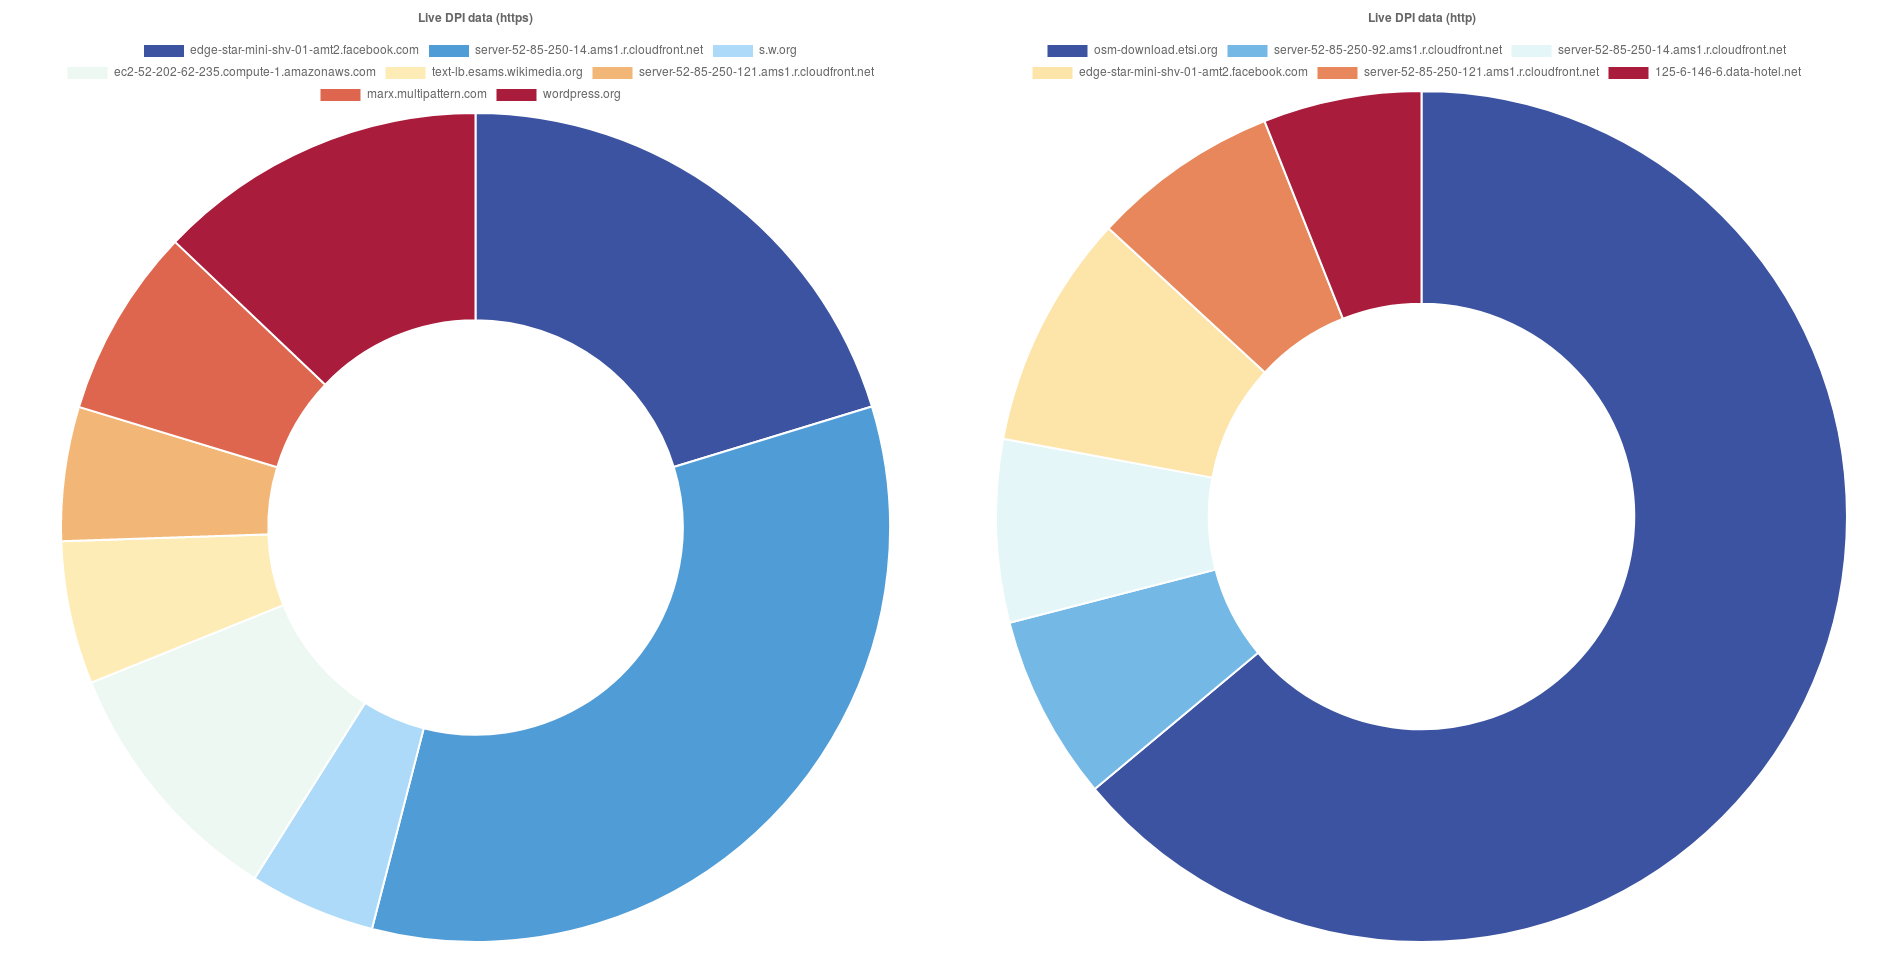 Live DPI data (https)
edge-star-mini-shv-01-amt2.facebook.com server-52-85-250-14.ams1.r.cloudfront.net s.w.org
ec2-52-202-62-235.compute-1.amazonaws.com text-lb.esams.wikimedia.org server-52-85-250-121.ams1.r.cloudfront.net
marx.multipattern.com wordpress.org
Live DPI data (http)
osm-download.etsi.org server-52-85-250-92.ams1.r.cloudfront.net server-52-85-250-14.ams1.r.cloudfront.net
edge-star-mini-shv-01-amt2.facebook.com server-52-85-250-121.ams1.r.cloudfront.net 125-6-146-6.data-hotel.net